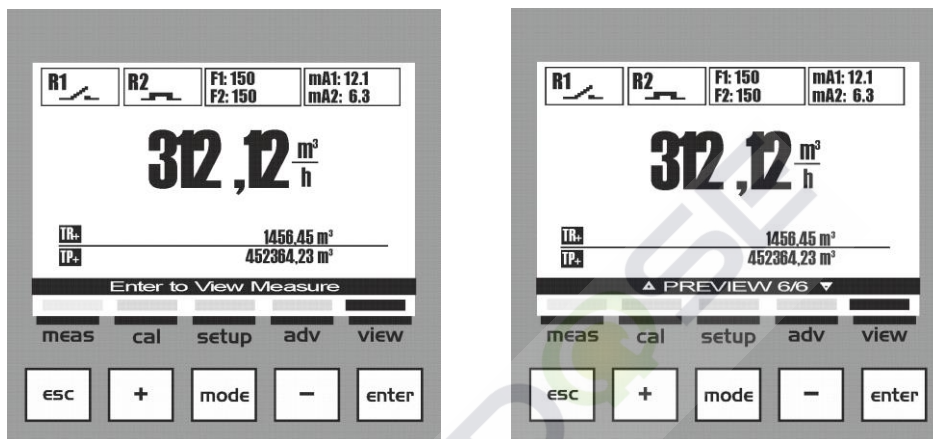 R1 R2 F1: 150 mA1: 12.1
F2: 150 mA2: 6.3
312,12 m³/h
TR+ 1456,45 m³
TP+ 452364,23 m³
Enter to View Measure
meas cal setup adv view
esc + mode - enter
R1 R2 F1: 150 mA1: 12.1
F2: 150 mA2: 6.3
312,12 m³/h
TR+ 1456,45 m³
TP+ 452364,23 m³
▲ PREVIEW 6/6 ▼
meas cal setup adv view
esc + mode - enter